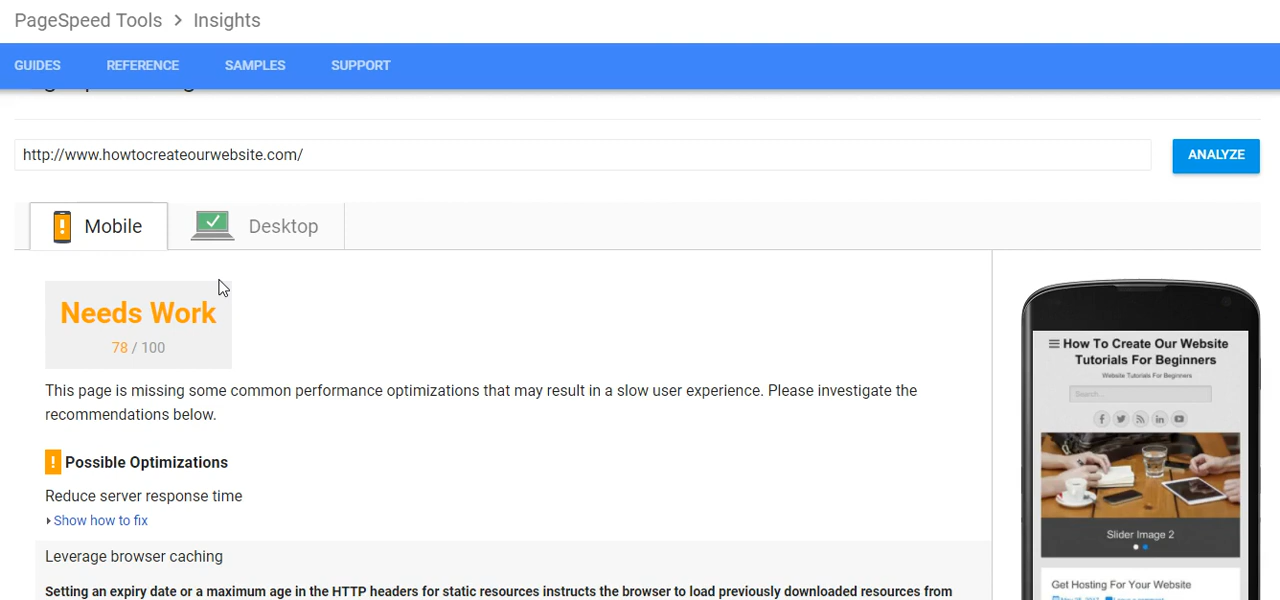 PageSpeed Tools > Insights
GUIDES REFERENCE SAMPLES SUPPORT
http://www.howtocreateourwebsite.com/
ANALYZE
Mobile
Desktop
Needs Work
78 / 100
This page is missing some common performance optimizations that may result in a slow user experience. Please investigate the
recommendations below.
! Possible Optimizations
Reduce server response time
Show how to fix
Leverage browser caching
Setting an expiry date or a maximum age in the HTTP headers for static resources instructs the browser to load previously downloaded resources from
How To Create Our Website
Tutorials For Beginners
Website Tutorials For Beginners
Search...
Slider Image 2
Get Hosting For Your Website